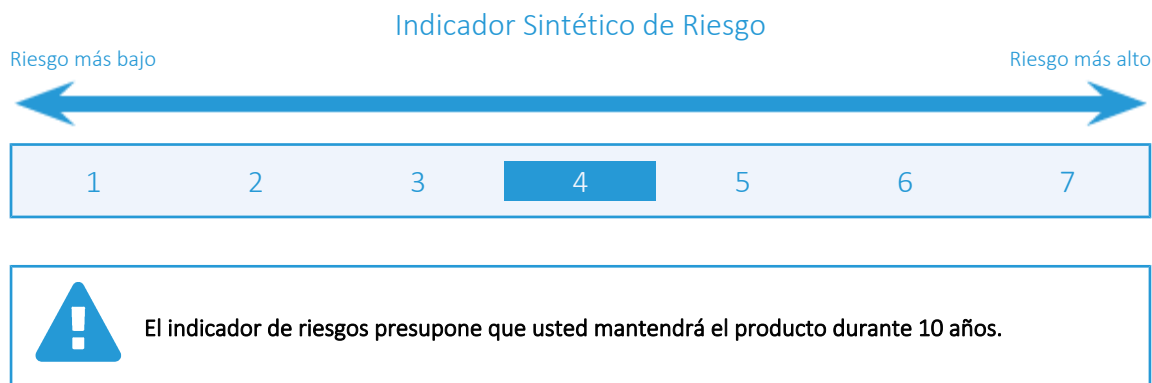 Indicador Sintético de Riesgo
Riesgo más bajo Riesgo más alto
1 2 3 4 5 6 7
El indicador de riesgos presupone que usted mantendrá el producto durante 10 años.